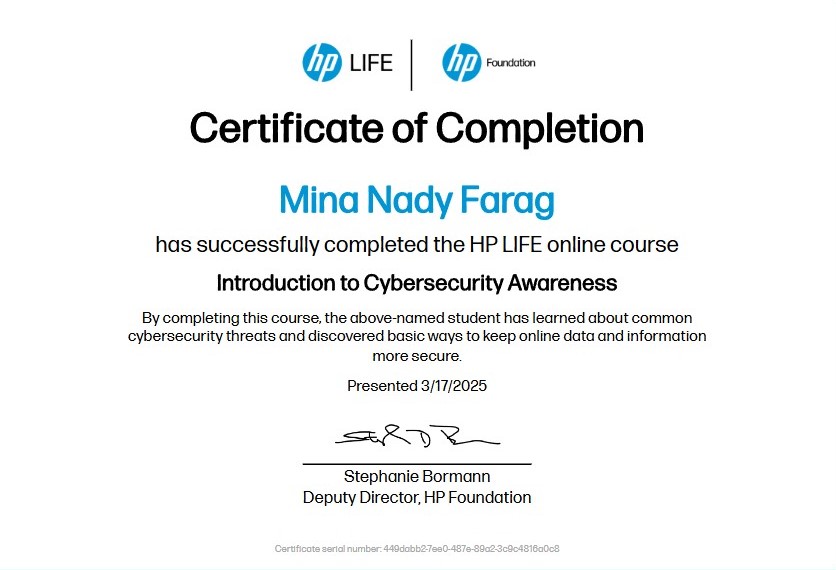 hp LIFE hp Foundation
Certificate of Completion
Mina Nady Farag
has successfully completed the HP LIFE online course
Introduction to Cybersecurity Awareness
By completing this course, the above-named student has learned about common
cybersecurity threats and discovered basic ways to keep online data and information
more secure.
Presented 3/17/2025
Stephanie Bormann
Deputy Director, HP Foundation
Certificate serial number: 449dabb2-7ee0-487e-89a2-3c9c4816a0c8